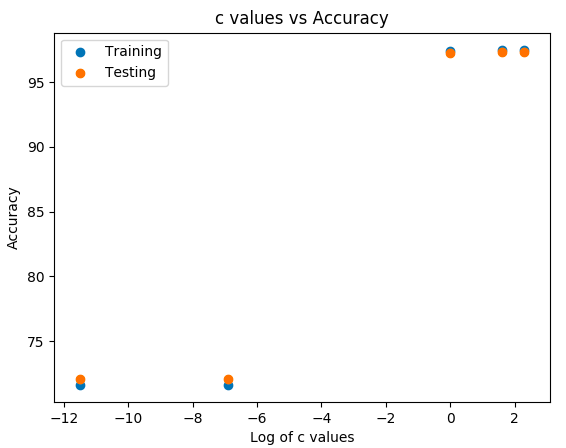 c values vs Accuracy
Training
Testing
95
90
85
80
75
Accuracy
−12 −10 −8 −6 −4 −2 0 2
Log of c values